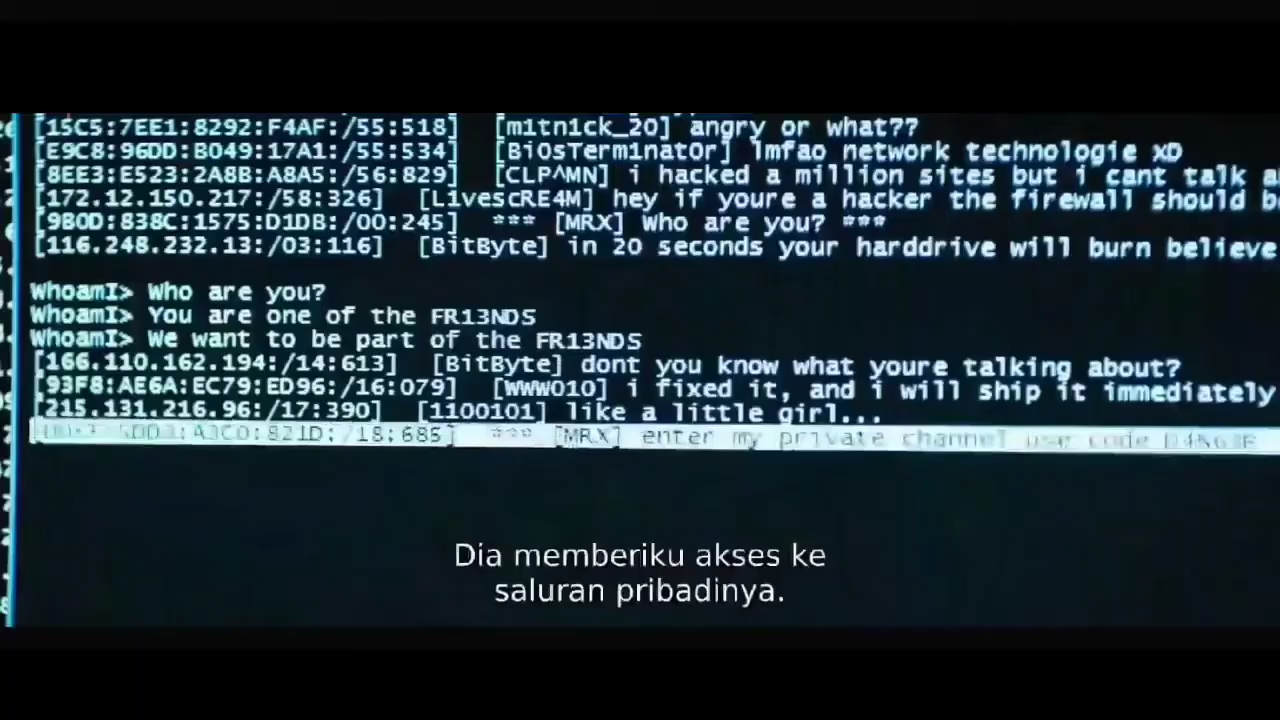 [15C5:7EE1:8292:F4AF:/55:518] [m1tn1ck_20] angry or what??
[E9C8:96DD:B049:17A1:/55:534] [Bi0sTerm1nat0r] lmfao network technologie xD
[8EE3:E523:2A8B:A8A5:/56:829] [CLP^MN] i hacked a million sites but i cant talk
[172.12.150.217:/58:326] [L1vescRE4M] hey if youre a hacker the firewall should
[9B0D:838C:1575:D1DB:/00:245] *** [MRX] Who are you? ***
[116.248.232.13:/03:116] [BitByte] in 20 seconds your harddrive will burn believe
WhoamI> Who are you?
WhoamI> You are one of the FR13NDS
WhoamI> We want to be part of the FR13NDS
[166.110.162.194:/14:613] [BitByte] dont you know what youre talking about?
[93F8:AE6A:EC79:ED96:/16:079] [WWW010] i fixed it, and i will ship it immediately
[215.131.216.96:/17:390] [1100101] like a little girl...
*** [MRX] enter my private channel use code
Dia memberiku akses ke
saluran pribadinya.